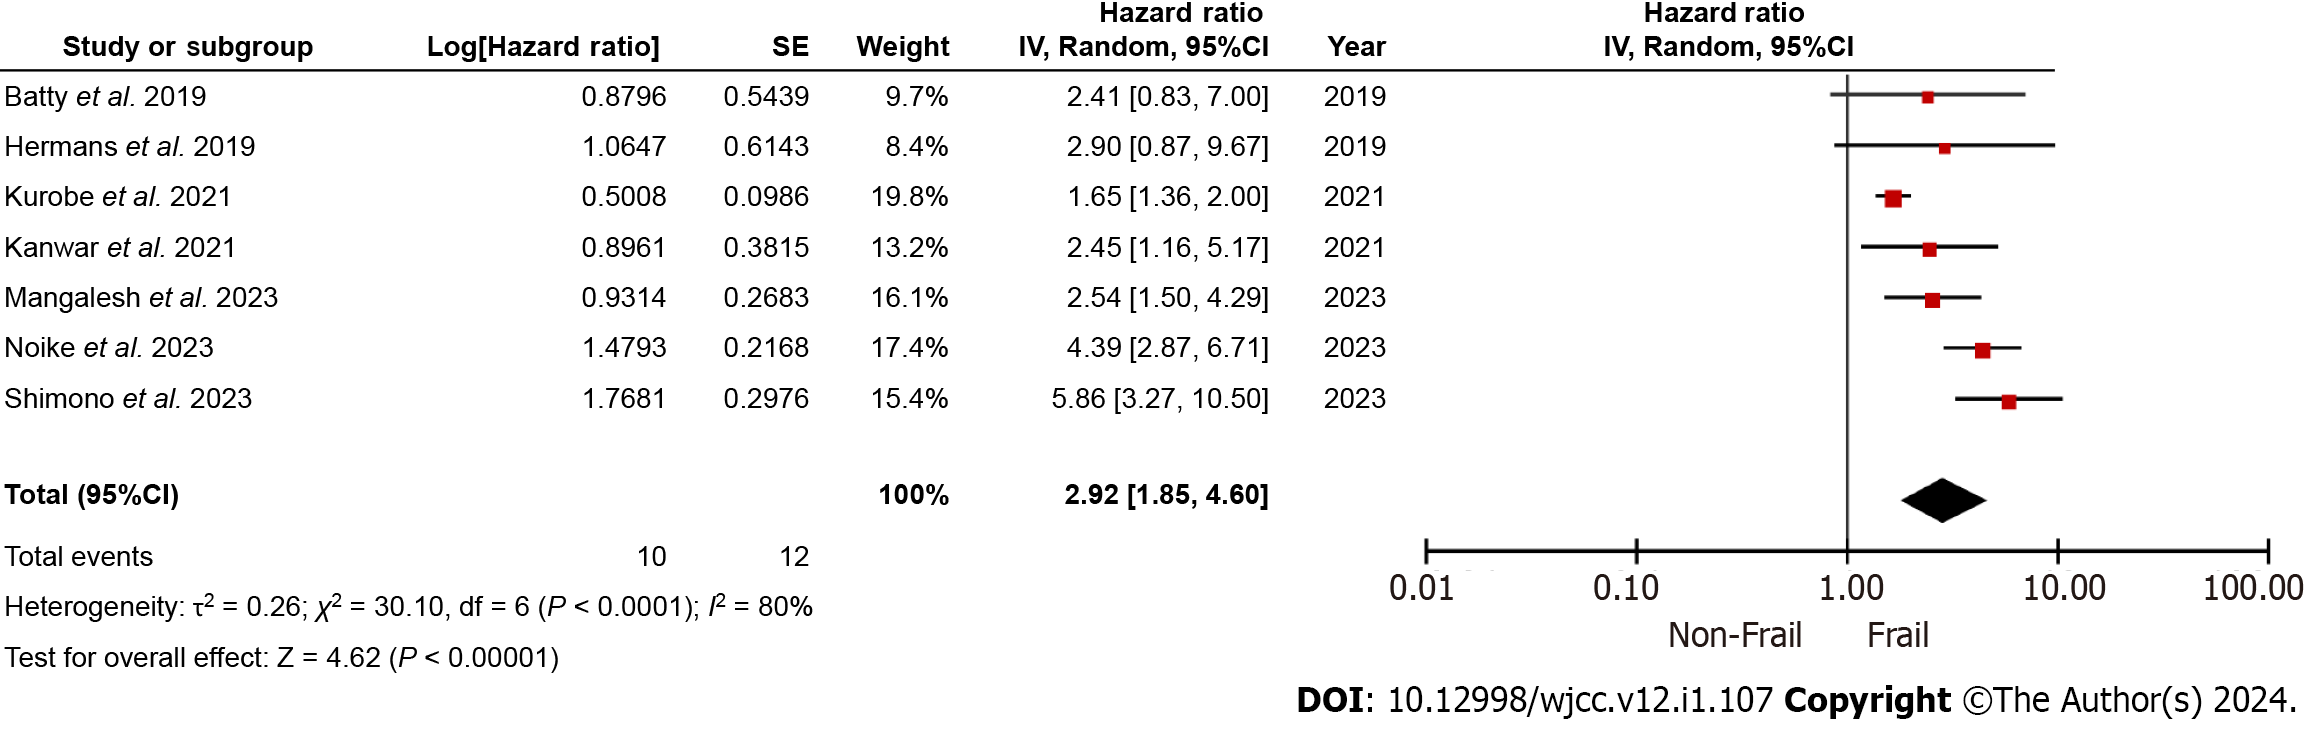 Hazard ratio Hazard ratio
Study or subgroup Log[Hazard ratio] SE Weight IV, Random, 95%CI Year IV, Random, 95%CI
Batty et al. 2019 0.8796 0.5439 9.7% 2.41 [0.83, 7.00] 2019
Hermans et al. 2019 1.0647 0.6143 8.4% 2.90 [0.87, 9.67] 2019
Kurobe et al. 2021 0.5008 0.0986 19.8% 1.65 [1.36, 2.00] 2021
Kanwar et al. 2021 0.8961 0.3815 13.2% 2.45 [1.16, 5.17] 2021
Mangalesh et al. 2023 0.9314 0.2683 16.1% 2.54 [1.50, 4.29] 2023
Noike et al. 2023 1.4793 0.2168 17.4% 4.39 [2.87, 6.71] 2023
Shimono et al. 2023 1.7681 0.2976 15.4% 5.86 [3.27, 10.50] 2023
Total (95%CI) 100% 2.92 [1.85, 4.60]
Total events 10 12
0.01 0.10 1.00 10.00 100.00
Heterogeneity: τ² = 0.26; χ² = 30.10, df = 6 (P < 0.0001); I² = 80%
Non-Frail Frail
Test for overall effect: Z = 4.62 (P < 0.00001)
DOI: 10.12998/wjcc.v12.i1.107 Copyright ©The Author(s) 2024.